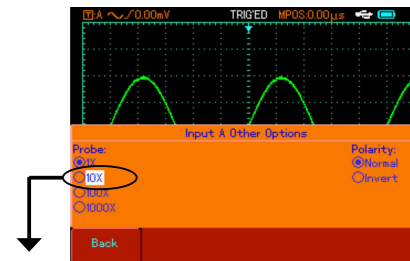 T:A 0.00mV TRIG'ED MPOS:0.00μs
Input A Other Options
Probe: Polarity:
1X Normal
10X Invert
100X
1000X
Back